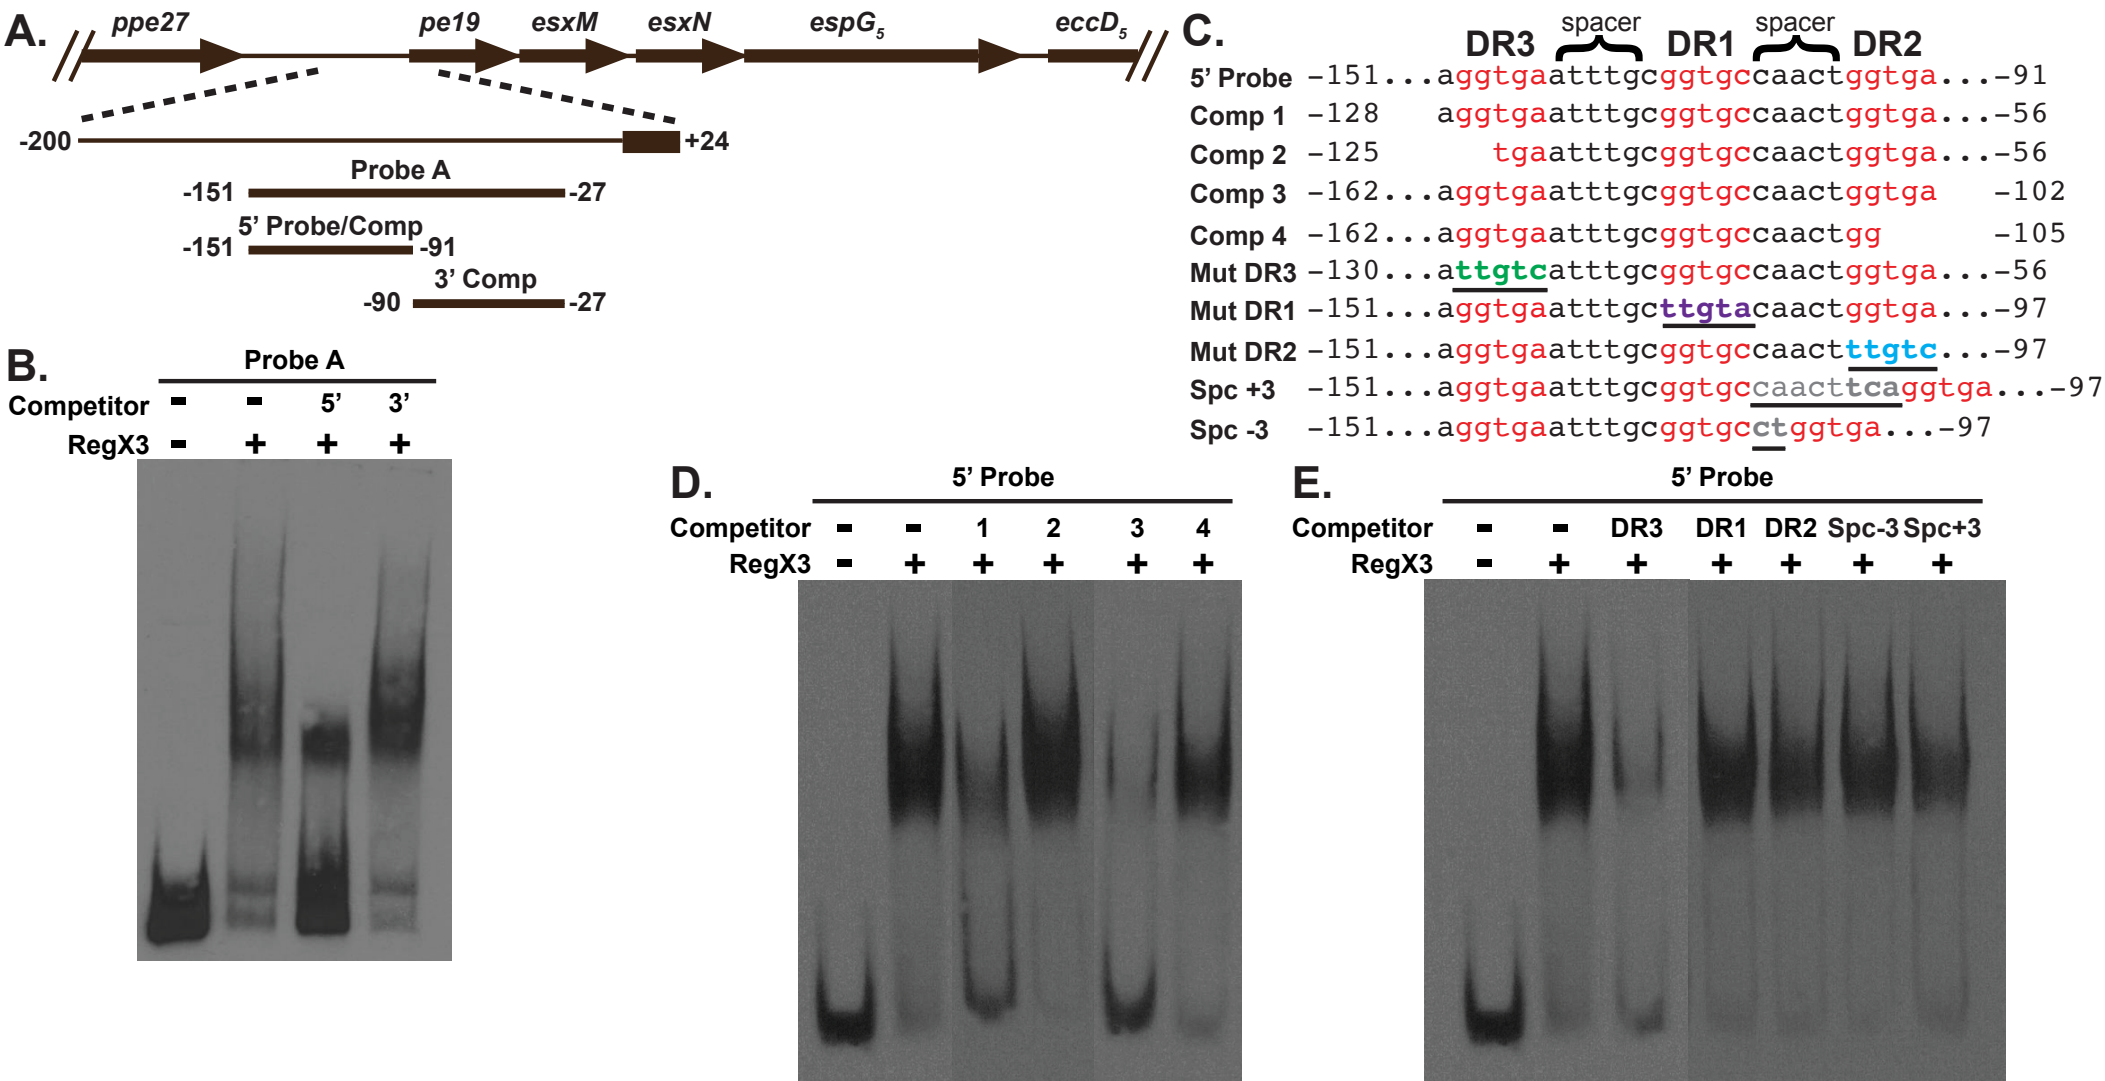 A.
ppe27 pe19 esxM esxN espG5 eccD5
-200 +24
Probe A
-151 -27
5’ Probe/Comp
-151 -91
3’ Comp
-90 -27
B.
Probe A
Competitor - - 5’ 3’
RegX3 - + + +
C.
spacer spacer
DR3 DR1 DR2
5’ Probe -151...aggtgaatttgcggtgccaactggtga...-91
Comp 1 -128 aggtgaatttgcggtgccaactggtga...-56
Comp 2 -125 tgaatttgcggtgccaactggtga...-56
Comp 3 -162...aggtgaatttgcggtgccaactggtga -102
Comp 4 -162...aggtgaatttgcggtgccaactgg -105
Mut DR3 -130...attgtcatttgcggtgccaactggtga...-56
Mut DR1 -151...aggtgaatttgcttgtacaactggtga...-97
Mut DR2 -151...aggtgaatttgcggtgccaactttgtc...-97
Spc +3 -151...aggtgaatttgcggtgccaacttcaggtga...-97
Spc -3 -151...aggtgaatttgcggtgcctggtga...-97
D.
5’ Probe
Competitor - - 1 2 3 4
RegX3 - + + + + +
E.
5’ Probe
Competitor - - DR3 DR1 DR2 Spc-3 Spc+3
RegX3 - + + + + + +